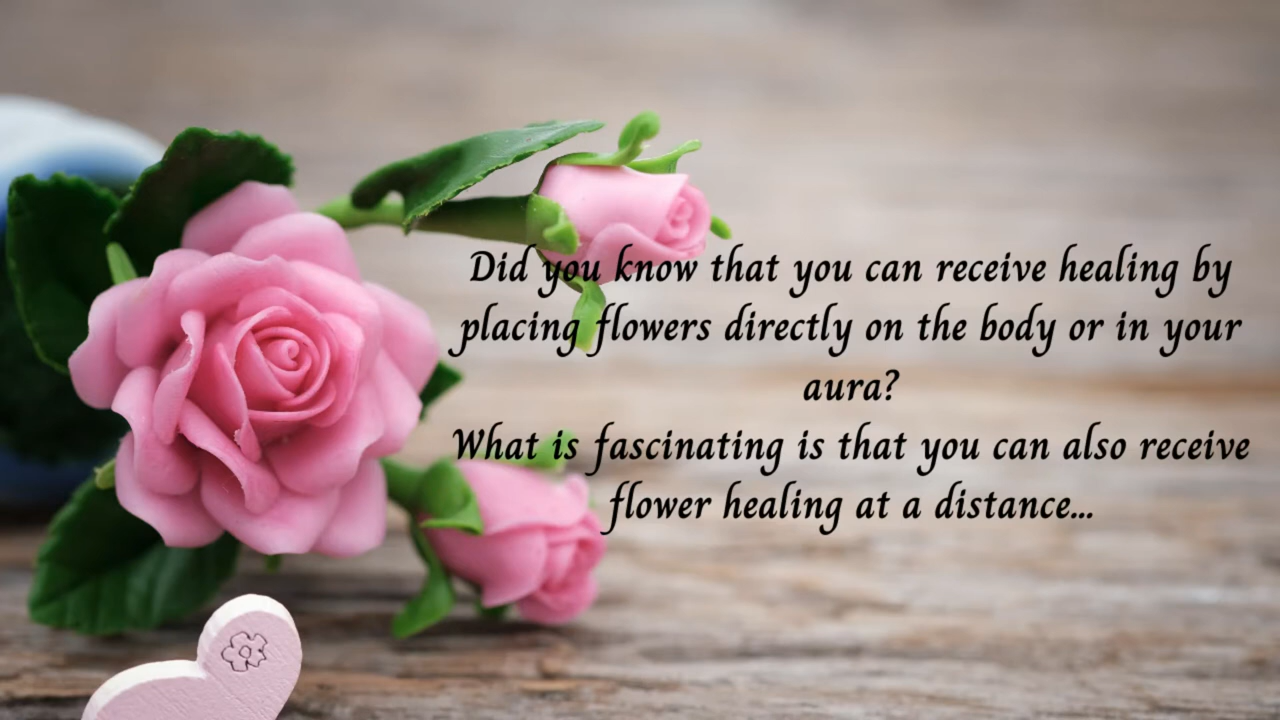 Did you know that you can receive healing by
placing flowers directly on the body or in your
aura?
What is fascinating is that you can also receive
flower healing at a distance...